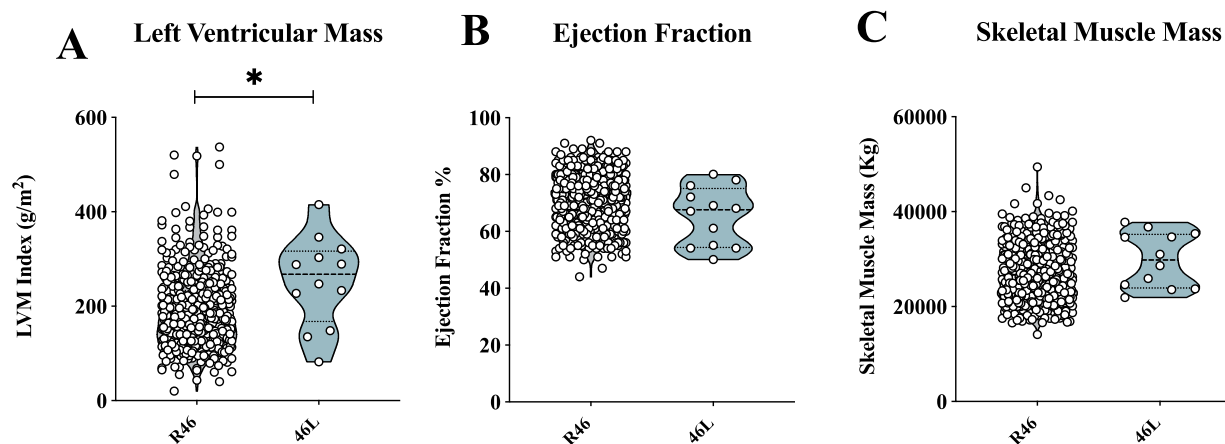 A Left Ventricular Mass
*
LVM Index (g/m²)
600
400
200
0
R46
46L
B Ejection Fraction
Ejection Fraction %
100
80
60
40
20
0
R46
46L
C Skeletal Muscle Mass
Skeletal Muscle Mass (Kg)
60000
40000
20000
0
R46
46L